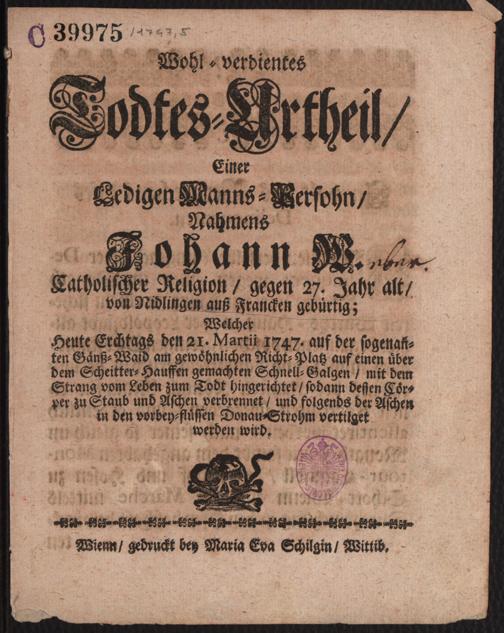 C 39975 /1747,5
Wohl-verdientes
Todtes-Urtheil/
Einer
Ledigen Manns-Persohn/
Nahmens
Johann W. eber.
Catholischer Religion/ gegen 27. Jahr alt/
von Nidlingen auß Francken gebürtig;
Welcher
Heute Erchtags den 21. Martii 1747. auf der sogenañ-
ten Gänß-Waid am gewöhnlichen Richt-Platz auf einen über
dem Scheitter-Hauffen gemachten Schnell-Galgen/ mit dem
Strang vom Leben zum Todt hingerichtet/ sodann dessen Cör-
per zu Staub und Aschen verbrennet/ und folgends der Aschen
in den vorbey-flüssen Donau-Strohm vertilget
werden wird.
Wienn/ gedruckt bey Maria Eva Schilgin/ Wittib.